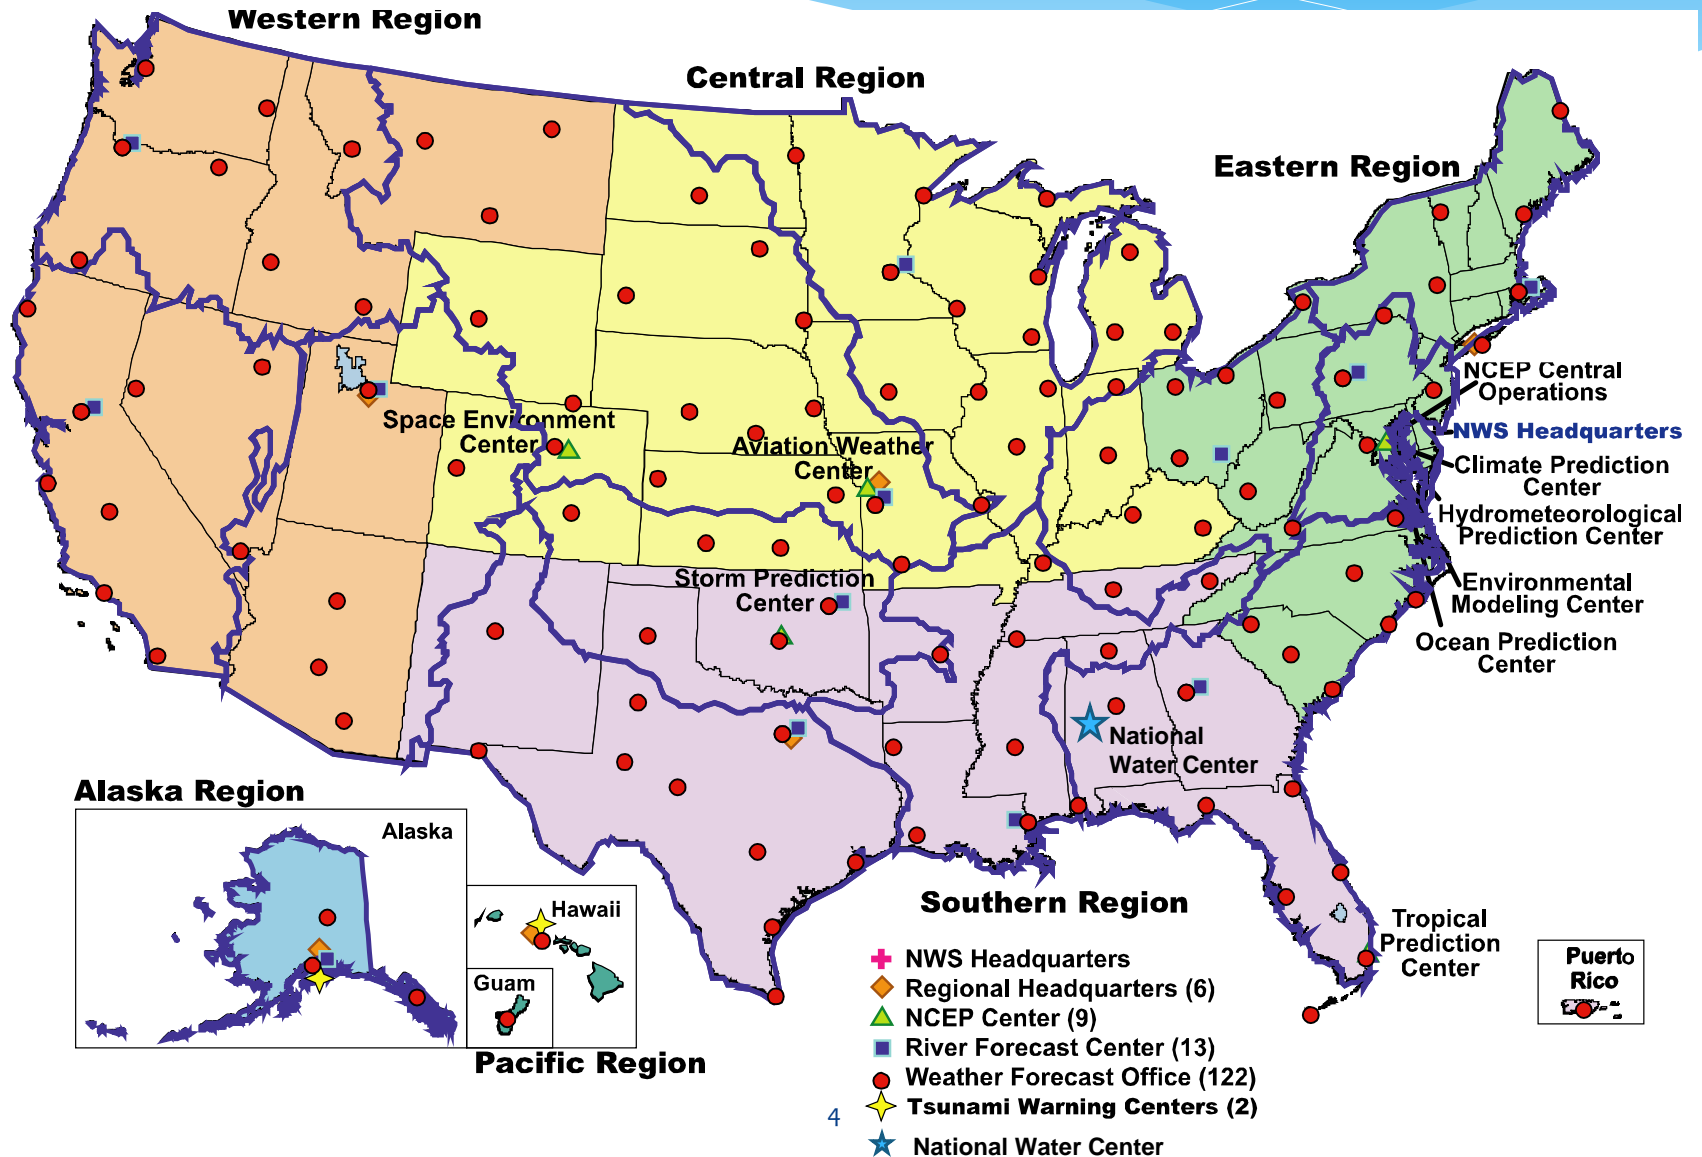 Western Region
Central Region
Eastern Region
NCEP Central
Operations
NWS Headquarters
Space Environment
Center
Aviation Weather
Center
Climate Prediction
Center
Hydrometeorological
Prediction Center
Storm Prediction
Center
Environmental
Modeling Center
Ocean Prediction
Center
National
Water Center
Alaska Region
Alaska
Hawaii
Guam
Pacific Region
Southern Region
Tropical
Prediction
Center
Puerto
Rico
NWS Headquarters
Regional Headquarters (6)
NCEP Center (9)
River Forecast Center (13)
Weather Forecast Office (122)
Tsunami Warning Centers (2)
National Water Center
4